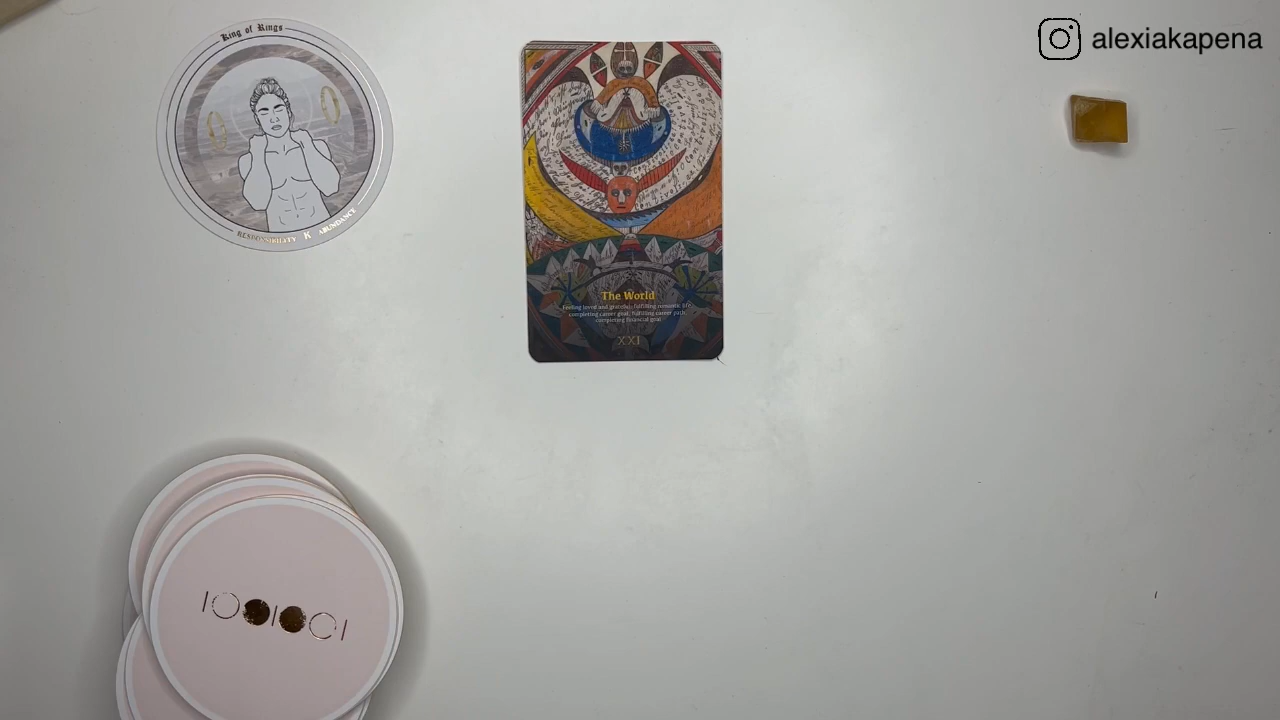 King of Rings
RESPONSIBILITY K ABUNDANCE
alexiakapena
The World
Feeling loved and grateful, fulfilling romantic life,
completing career goal, fulfilling career path,
completing financial goal
XXI